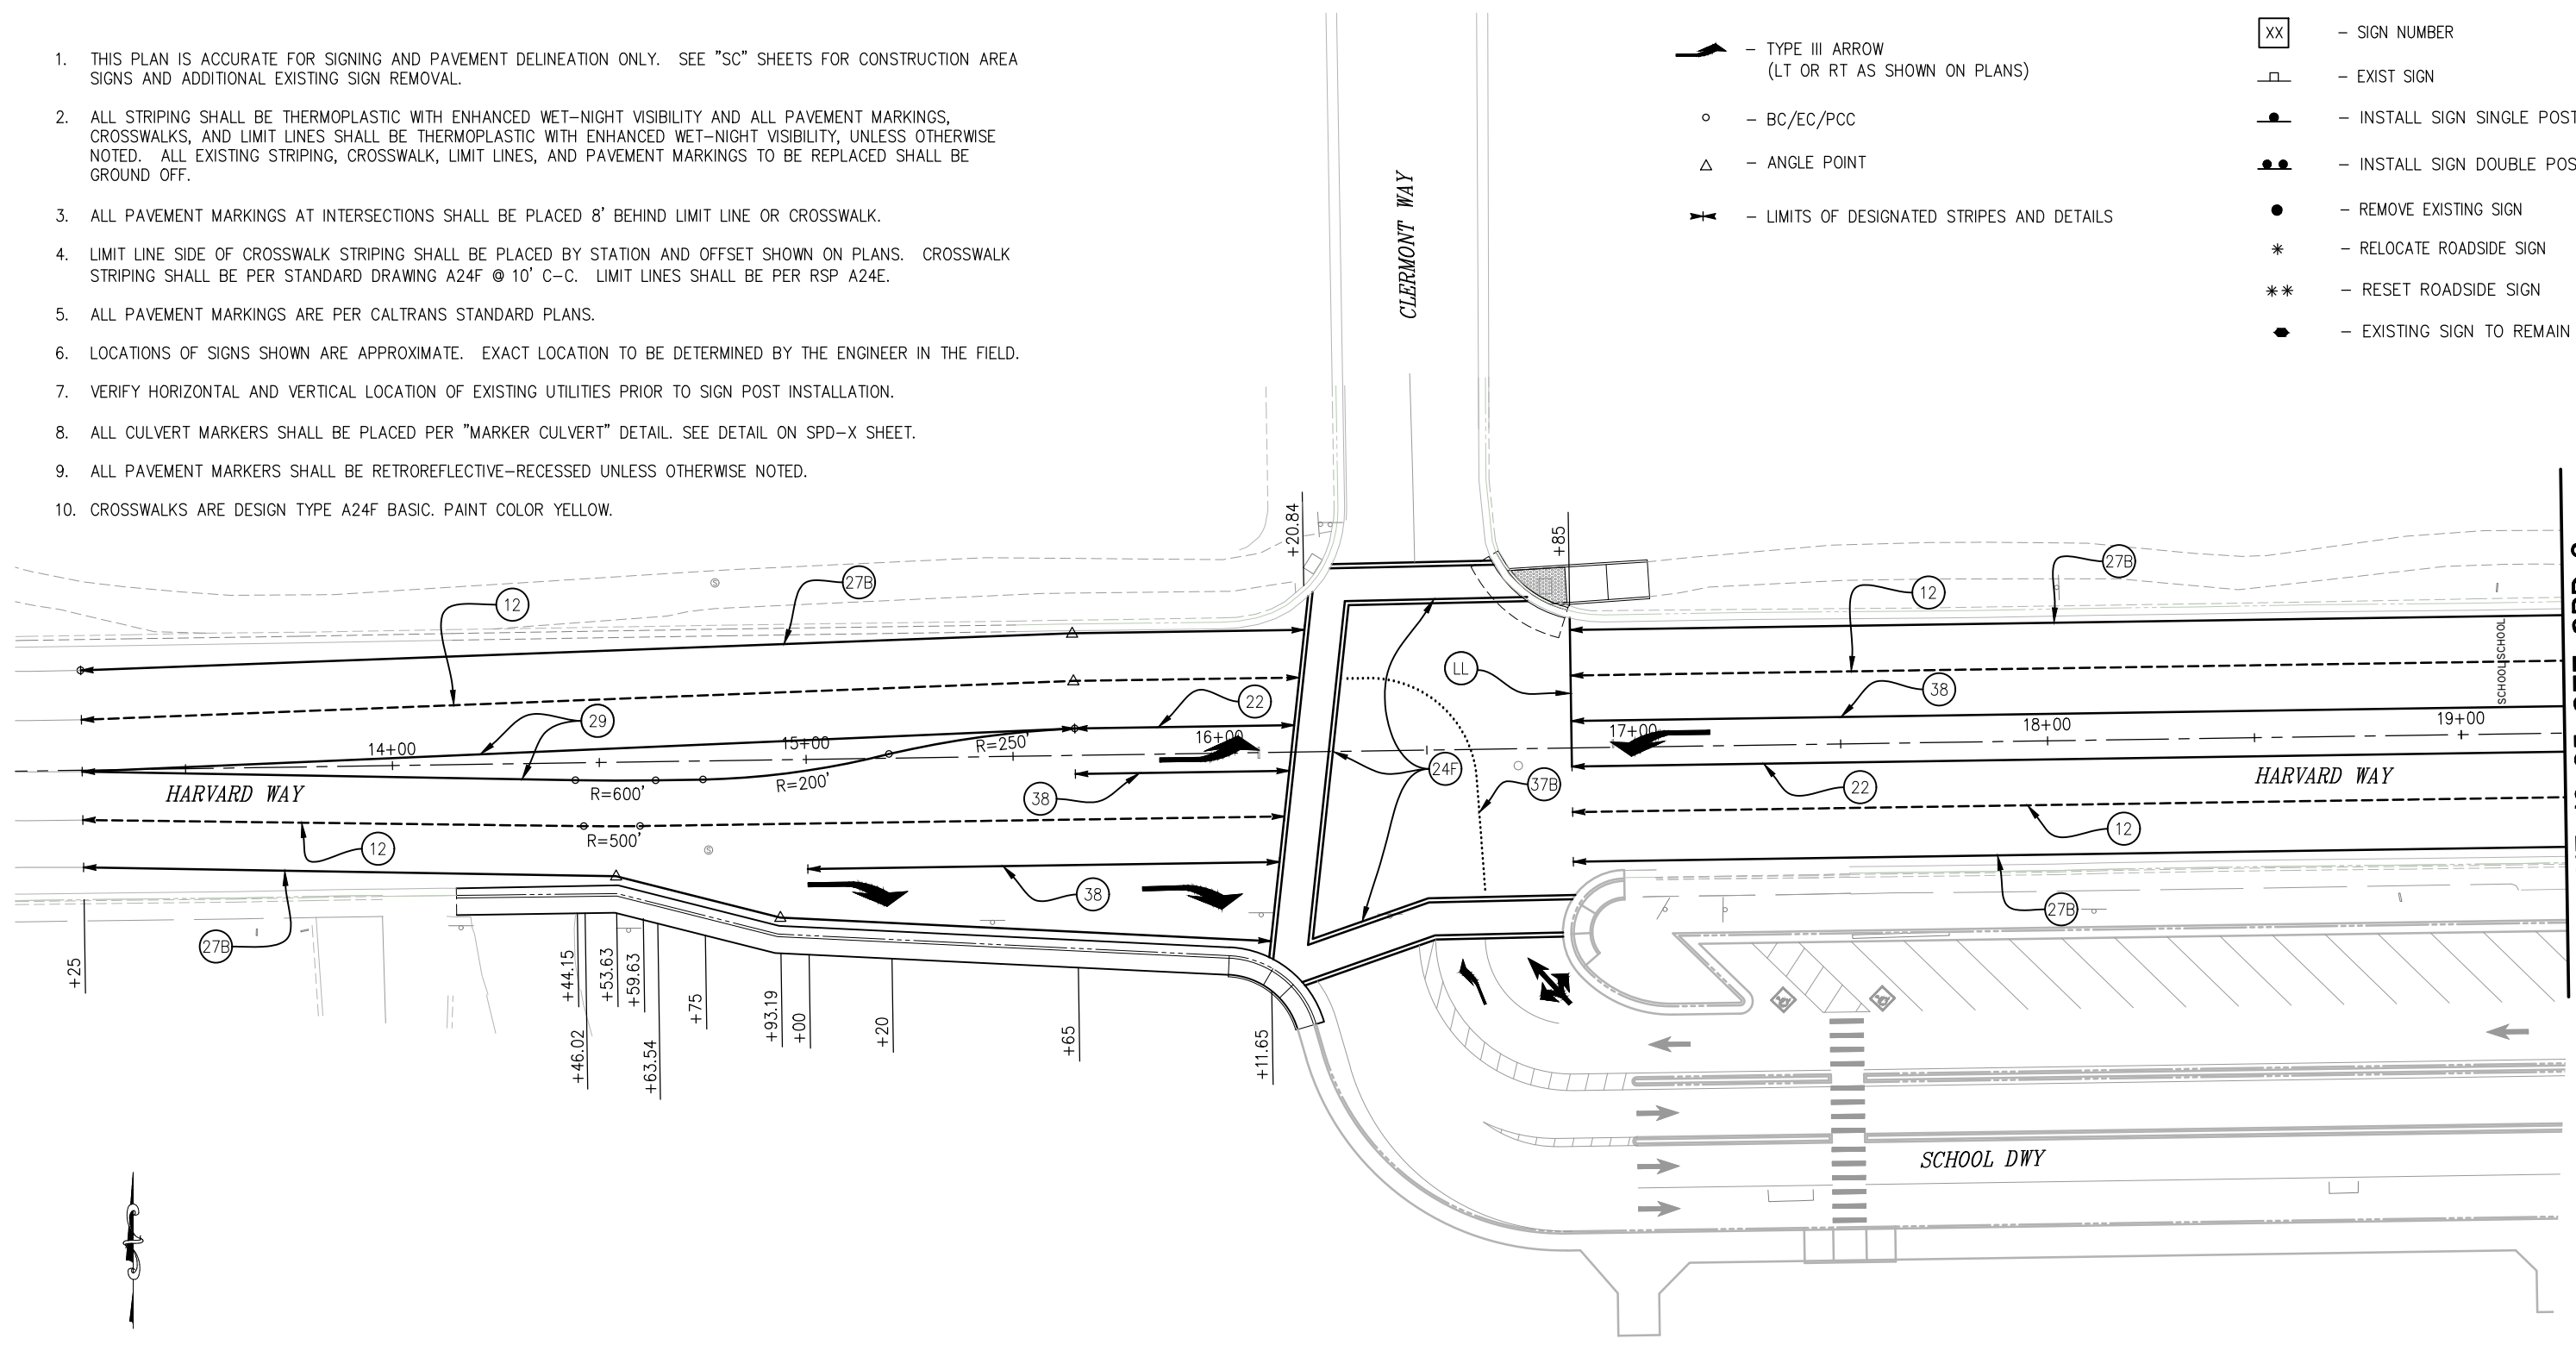 1. THIS PLAN IS ACCURATE FOR SIGNING AND PAVEMENT DELINEATION ONLY. SEE "SC" SHEETS FOR CONSTRUCTION AREA
SIGNS AND ADDITIONAL EXISTING SIGN REMOVAL.
2. ALL STRIPING SHALL BE THERMOPLASTIC WITH ENHANCED WET-NIGHT VISIBILITY AND ALL PAVEMENT MARKINGS,
CROSSWALKS, AND LIMIT LINES SHALL BE THERMOPLASTIC WITH ENHANCED WET-NIGHT VISIBILITY, UNLESS OTHERWISE
NOTED. ALL EXISTING STRIPING, CROSSWALK, LIMIT LINES, AND PAVEMENT MARKINGS TO BE REPLACED SHALL BE
GROUND OFF.
3. ALL PAVEMENT MARKINGS AT INTERSECTIONS SHALL BE PLACED 8' BEHIND LIMIT LINE OR CROSSWALK.
4. LIMIT LINE SIDE OF CROSSWALK STRIPING SHALL BE PLACED BY STATION AND OFFSET SHOWN ON PLANS. CROSSWALK
STRIPING SHALL BE PER STANDARD DRAWING A24F @ 10' C-C. LIMIT LINES SHALL BE PER RSP A24E.
5. ALL PAVEMENT MARKINGS ARE PER CALTRANS STANDARD PLANS.
6. LOCATIONS OF SIGNS SHOWN ARE APPROXIMATE. EXACT LOCATION TO BE DETERMINED BY THE ENGINEER IN THE FIELD.
7. VERIFY HORIZONTAL AND VERTICAL LOCATION OF EXISTING UTILITIES PRIOR TO SIGN POST INSTALLATION.
8. ALL CULVERT MARKERS SHALL BE PLACED PER "MARKER CULVERT" DETAIL. SEE DETAIL ON SPD-X SHEET.
9. ALL PAVEMENT MARKERS SHALL BE RETROREFLECTIVE-RECESSED UNLESS OTHERWISE NOTED.
10. CROSSWALKS ARE DESIGN TYPE A24F BASIC. PAINT COLOR YELLOW.
- TYPE III ARROW
(LT OR RT AS SHOWN ON PLANS)
- BC/EC/PCC
- ANGLE POINT
- LIMITS OF DESIGNATED STRIPES AND DETAILS
XX - SIGN NUMBER
- EXIST SIGN
- INSTALL SIGN SINGLE POST
- INSTALL SIGN DOUBLE POS
- REMOVE EXISTING SIGN
- RELOCATE ROADSIDE SIGN
- RESET ROADSIDE SIGN
- EXISTING SIGN TO REMAIN
CLERMONT WAY
+20.84
+85
27B
12
27B
12
29
22
LL
38
SCHOOL
SCHOOL
14+00
15+00
R=250'
16+00
17+00
18+00
19+00
HARVARD WAY
R=600'
R=200'
38
24F
37B
22
HARVARD WAY
12
R=500'
12
38
27B
27B
+25
+44.15
+46.02
+53.63
+59.63
+63.54
+75
+93.19
+00
+20
+65
+11.65
S
S
SCHOOL DWY